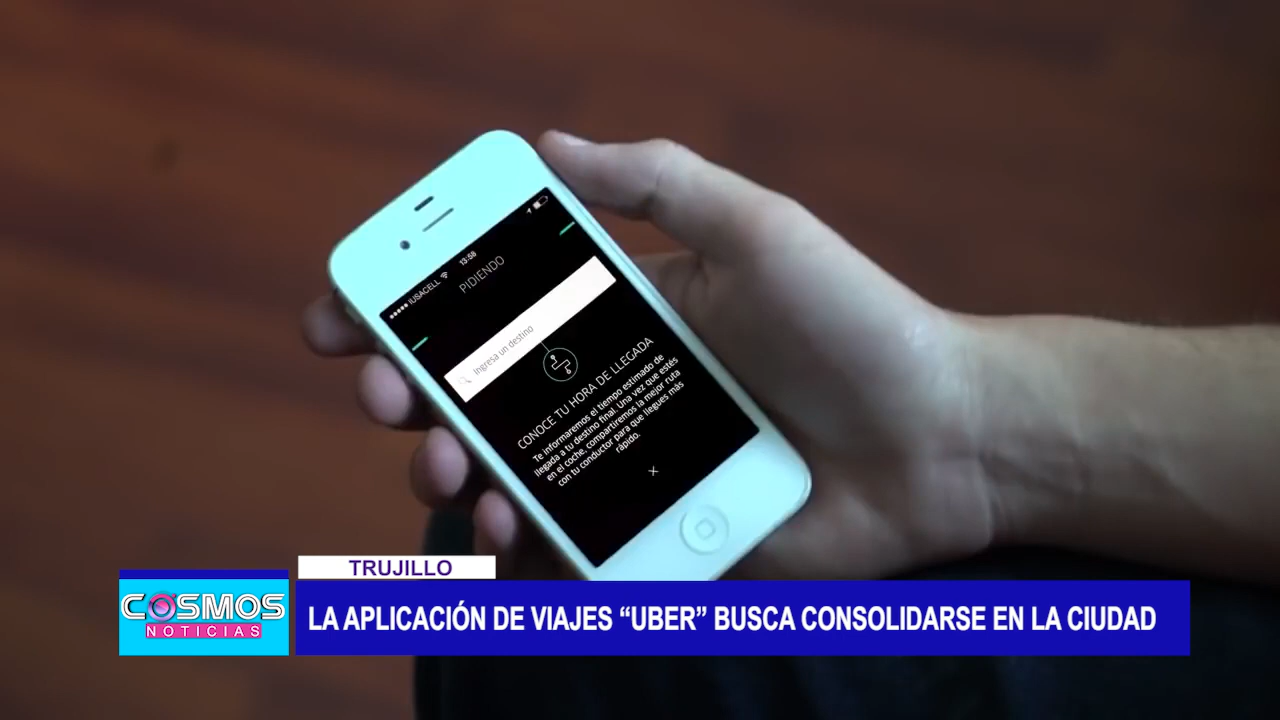 IUSACELL
13:58
PIDIENDO
Ingresa un destino
CONOCE TU HORA DE LLEGADA
Te informaremos el tiempo estimado de
llegada a tu destino final. Una vez que estés
en el coche, compartiremos la mejor ruta
con tu conductor para que llegues más
rápido.
TRUJILLO
COSMOS
NOTICIAS
LA APLICACIÓN DE VIAJES “UBER” BUSCA CONSOLIDARSE EN LA CIUDAD